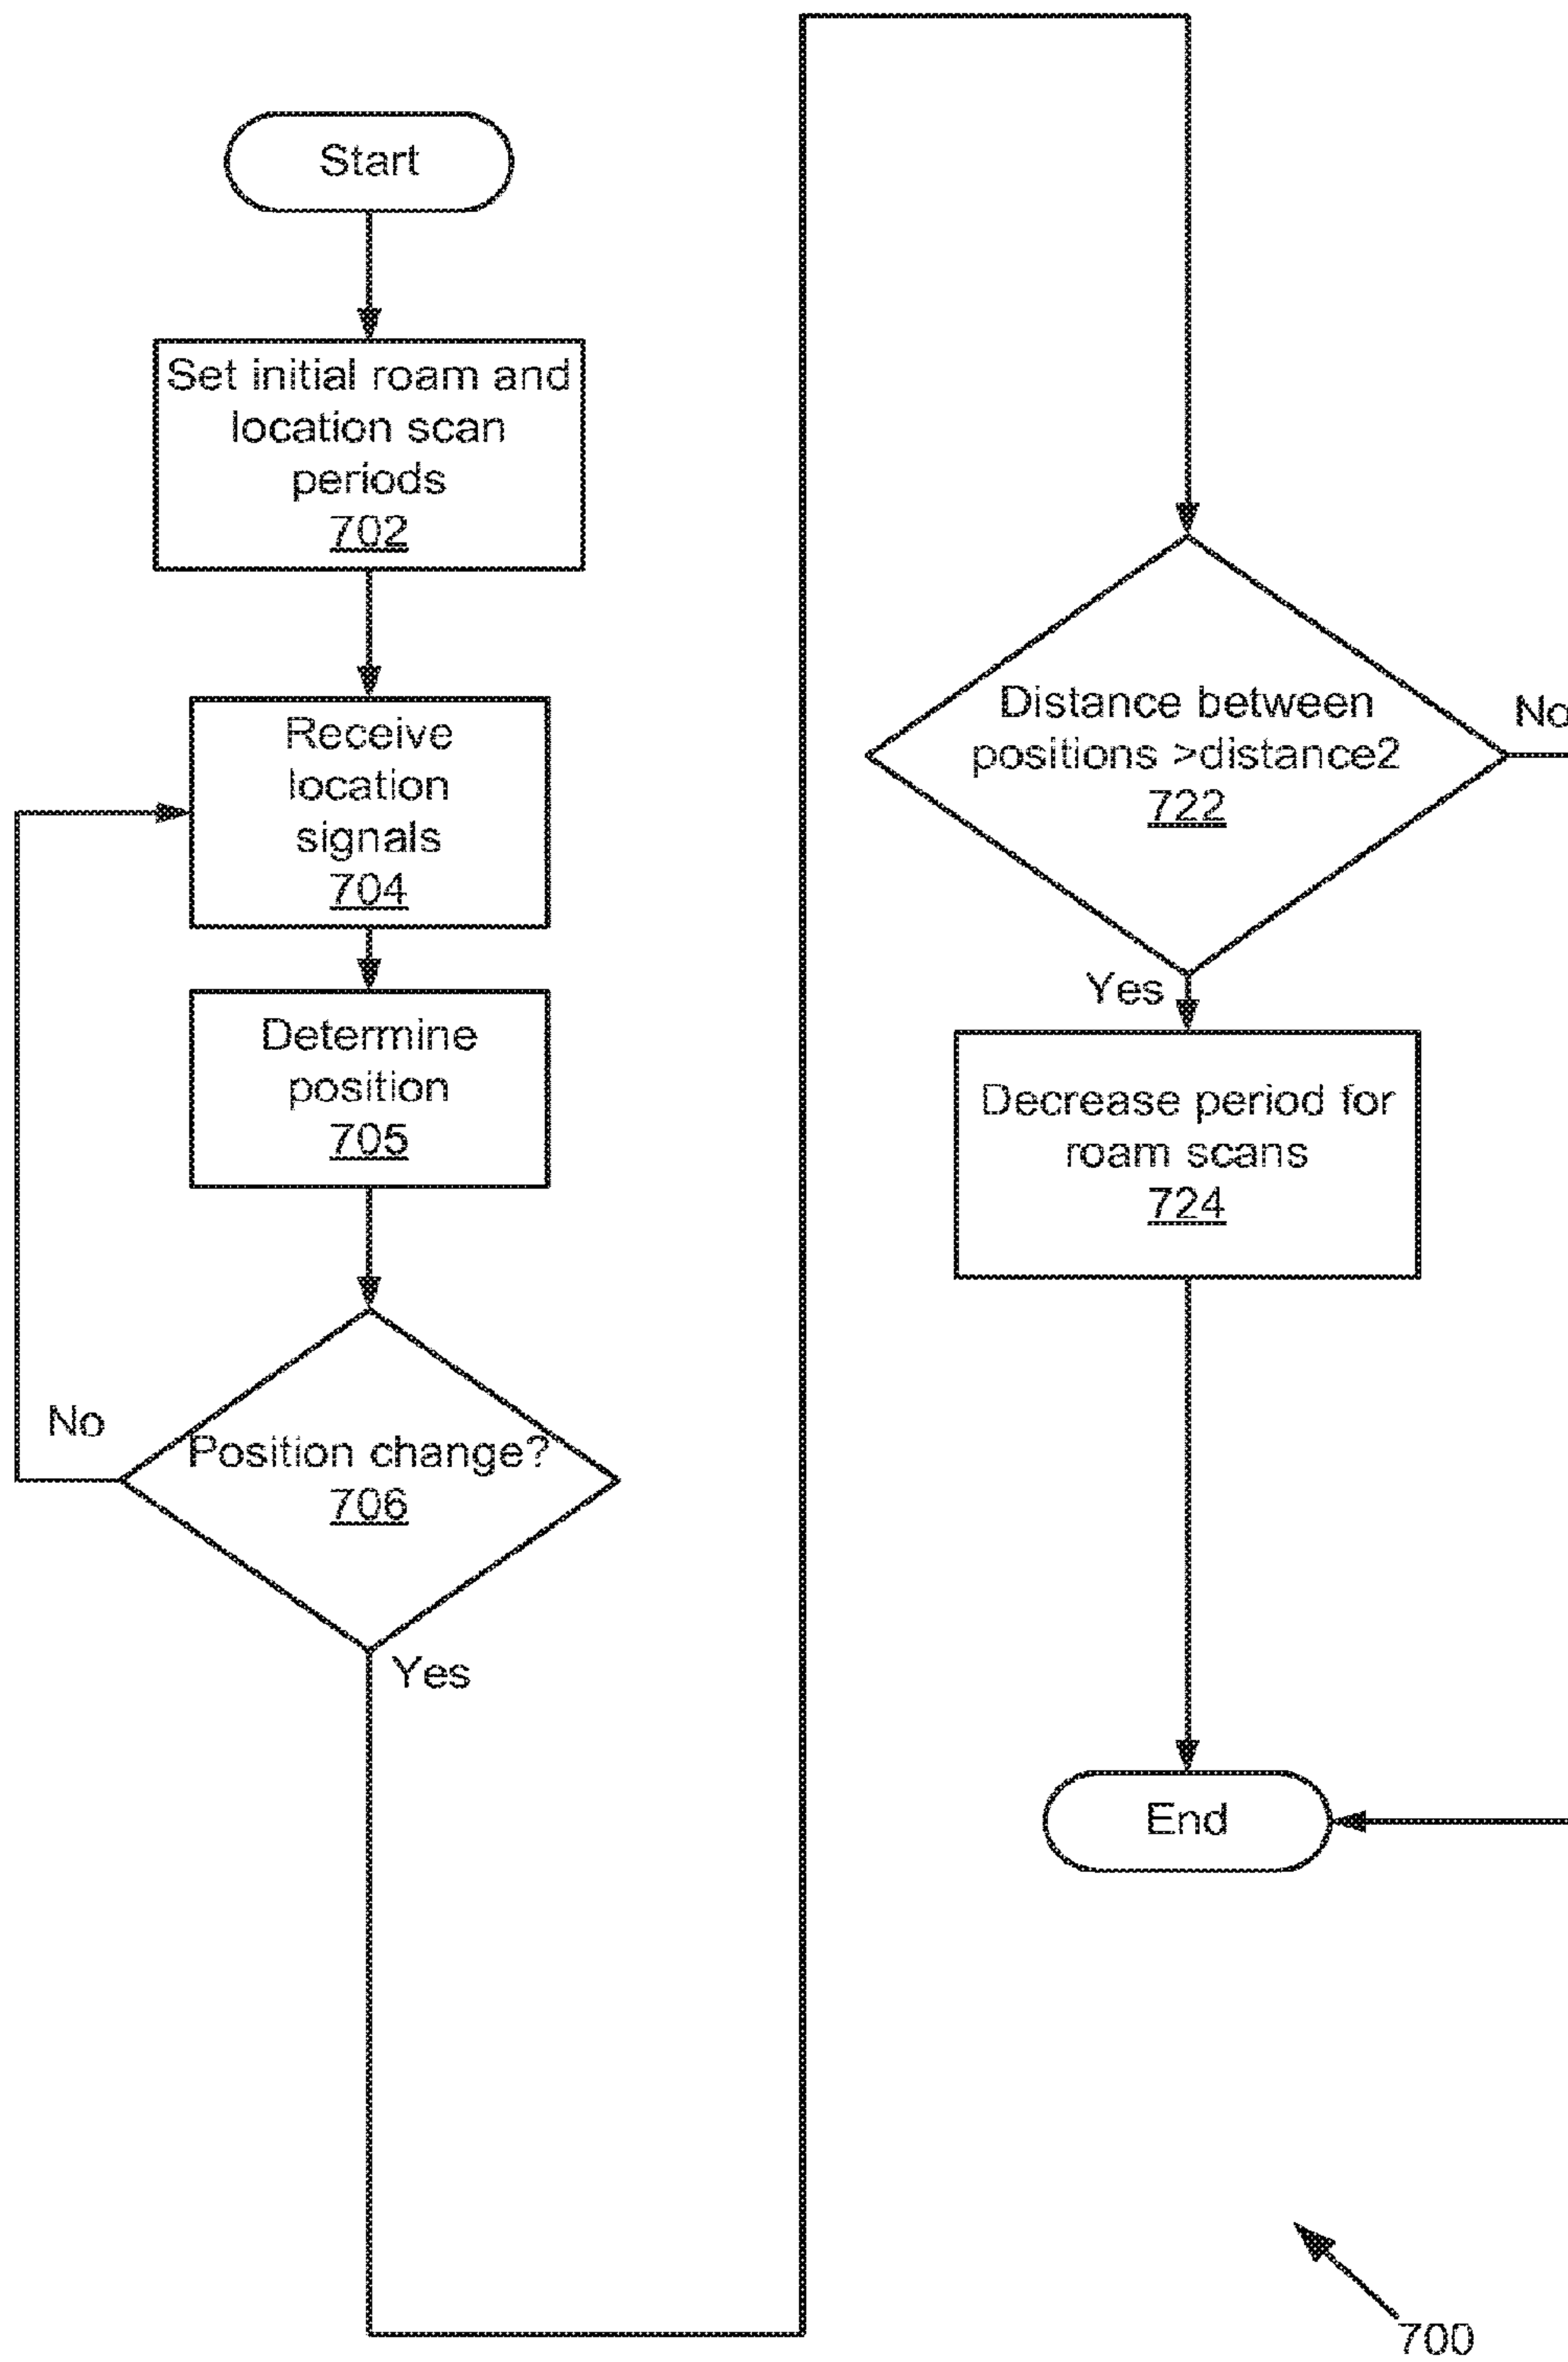 Start
Set initial roam and
location scan
periods
702
Receive
location
signals
704
Determine
position
705
Position change?
706
No
Yes
Distance between
positions >distance2
722
No
Yes
Decrease period for
roam scans
724
End
700